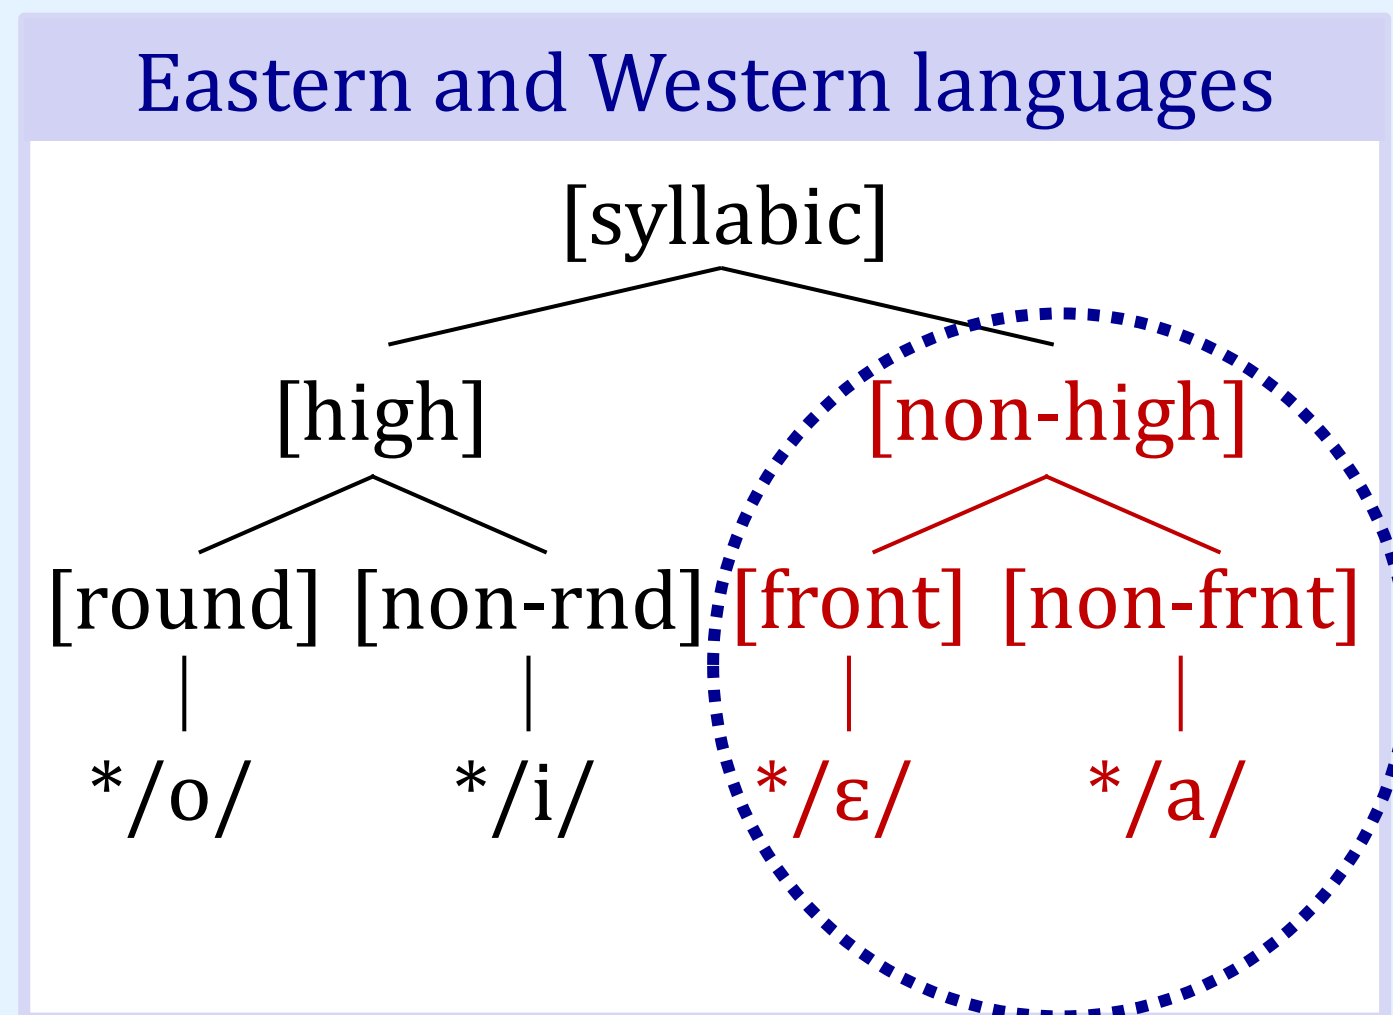 Eastern and Western languages
[syllabic]
[high] [non-high]
[round] [non-rnd] [front] [non-frnt]
*/o/ */i/ */ɛ/ */a/